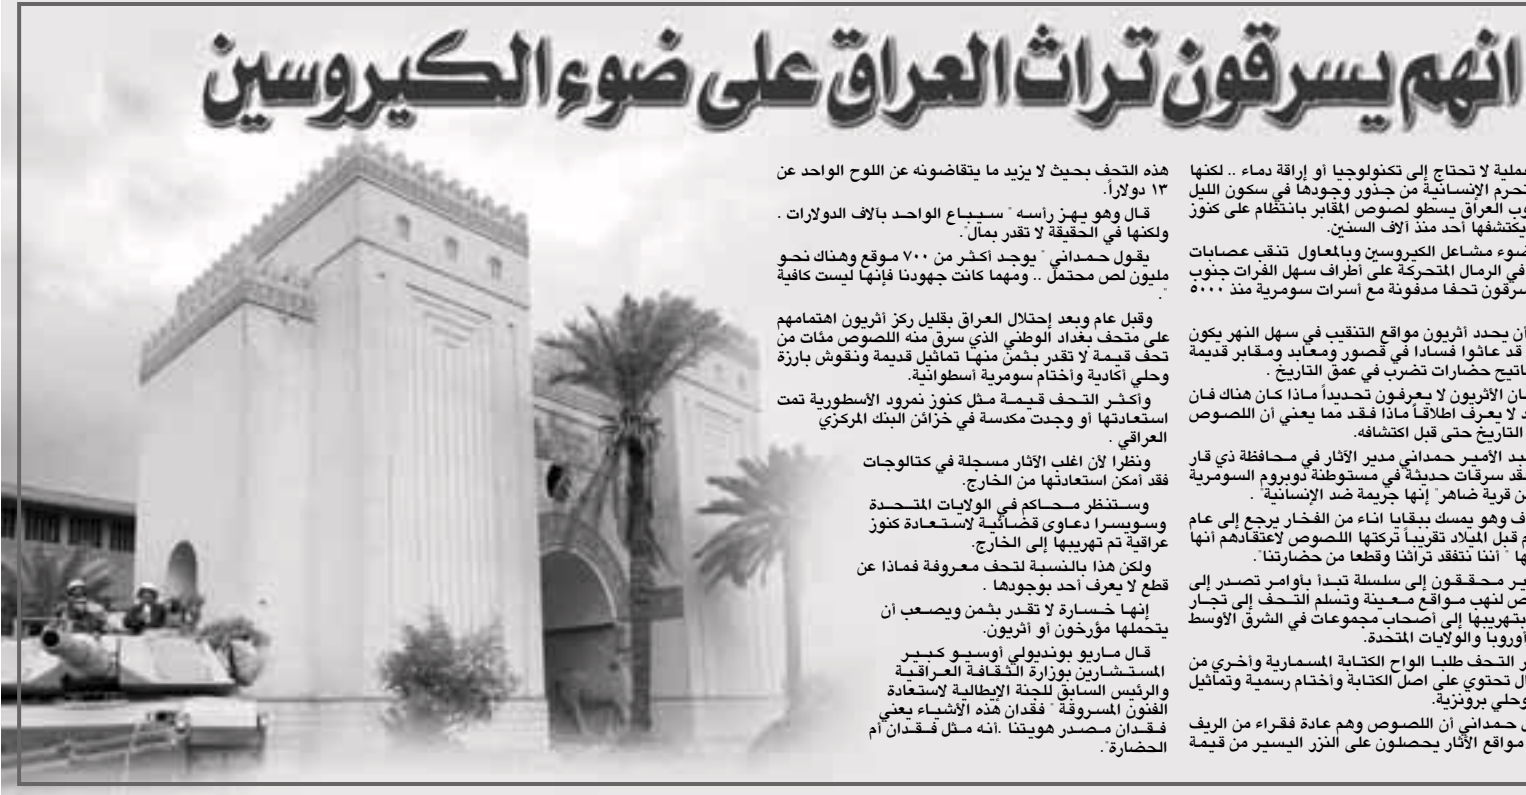 انهم يسرقون تراث العراق على ضوء الكيروسين
عملية لا تحتاج إلى تكنولوجيا أو إراقة دماء .. لكنها
تحرم الإنسانية من جذور وجودها في سكون الليل
وب العراق يسطو لصوص المقابر بانتظام على كنوز
يكتشفها أحد منذ آلاف السنين.
ضوء مشاعل الكيروسين وبالمعاول تنقب عصابات
في الرمال المتحركة على أطراف سهل الفرات جنوب
سرقون تحفا مدفونة مع أسرات سومرية منذ ٥٠٠٠
أن يحدد أثريون مواقع التنقيب في سهل النهر يكون
قد عاثوا فسادا في قصور ومعابد ومقابر قديمة
اتيح حضارات تضرب في عمق التاريخ .
ان الأثريون لا يعرفون تحديداً ماذا كان هناك فان
د لا يعرف اطلاقاً ماذا فقد مما يعني أن اللصوص
التاريخ حتى قبل اكتشافه.
بد الأمير حمداني مدير الآثار في محافظة ذي قار
فقد سرقات حديثة في مستوطنة دوبروم السومرية
ن قرية ضاهر" إنها جريمة ضد الإنسانية" .
ف وهو يمسك ببقايا اناء من الفخار يرجع إلى عام
م قبل الميلاد تقريباً تركتها اللصوص لاعتقادهم أنها
ها " أننا نتفقد تراثنا وقطعا من حضارتنا".
ير محققون إلى سلسلة تبدأ بأوامر تصدر إلى
ص لنهب مواقع معينة وتسلم التحف إلى تجار
بتهريبها إلى أصحاب مجموعات في الشرق الأوسط
أوروبا والولايات المتحدة.
ر التحف طلبا الواح الكتابة المسمارية وأخري من
ال تحتوي على اصل الكتابة وأختام رسمية وتماثيل
وحلي برونزية.
ل حمداني أن اللصوص وهم عادة فقراء من الريف
مواقع الأثار يحصلون على النزر اليسير من قيمة
هذه التحف بحيث لا يزيد ما يتقاضونه عن اللوح الواحد عن
١٣ دولاراً.
قال وهو يهز رأسه " سيباع الواحد بآلاف الدولارات .
ولكنها في الحقيقة لا تقدر بمال".
يقول حمداني " يوجد أكثر من ٧٠٠ موقع وهناك نحو
مليون لص محتمل .. ومهما كانت جهودنا فإنها ليست كافية
".
وقبل عام وبعد إحتلال العراق بقليل ركز أثريون اهتمامهم
على متحف بغداد الوطني الذي سرق منه اللصوص مئات من
تحف قيمة لا تقدر بثمن منها تماثيل قديمة ونقوش بارزة
وحلي أكادية وأختام سومرية أسطوانية.
وأكثر التحف قيمة مثل كنوز نمرود الأسطورية تمت
استعادتها أو وجدت مكدسة في خزائن البنك المركزي
العراقي .
ونظرا لأن اغلب الآثار مسجلة في كتالوجات
فقد أمكن استعادتها من الخارج.
وستنظر محاكم في الولايات المتحدة
وسويسرا دعاوى قضائية لاستعادة كنوز
عراقية تم تهريبها إلى الخارج.
ولكن هذا بالنسبة لتحف معروفة فماذا عن
قطع لا يعرف أحد بوجودها .
إنها خسارة لا تقدر بثمن ويصعب أن
يتحملها مؤرخون أو أثريون.
قال ماريو بونديولي أوسيو كبير
المستشارين بوزارة الثقافة العراقية
والرئيس السابق للجنة الإيطالية لاستعادة
الفنون المسروقة " فقدان هذه الأشياء يعني
فقدان مصدر هويتنا .أنه مثل فقدان أم
الحضارة".